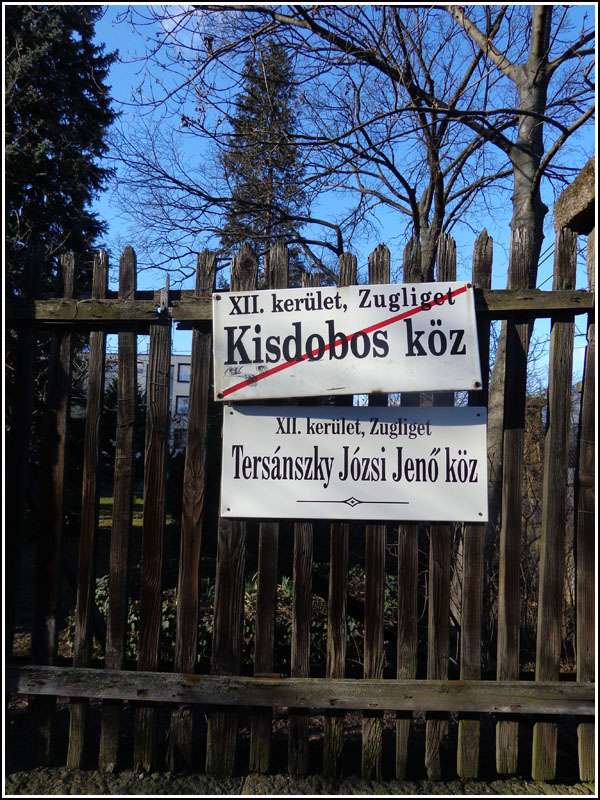 XII. kerület, Zugliget
Kisdobos köz
XII. kerület, Zugliget
Tersánszky Józsi Jenő köz